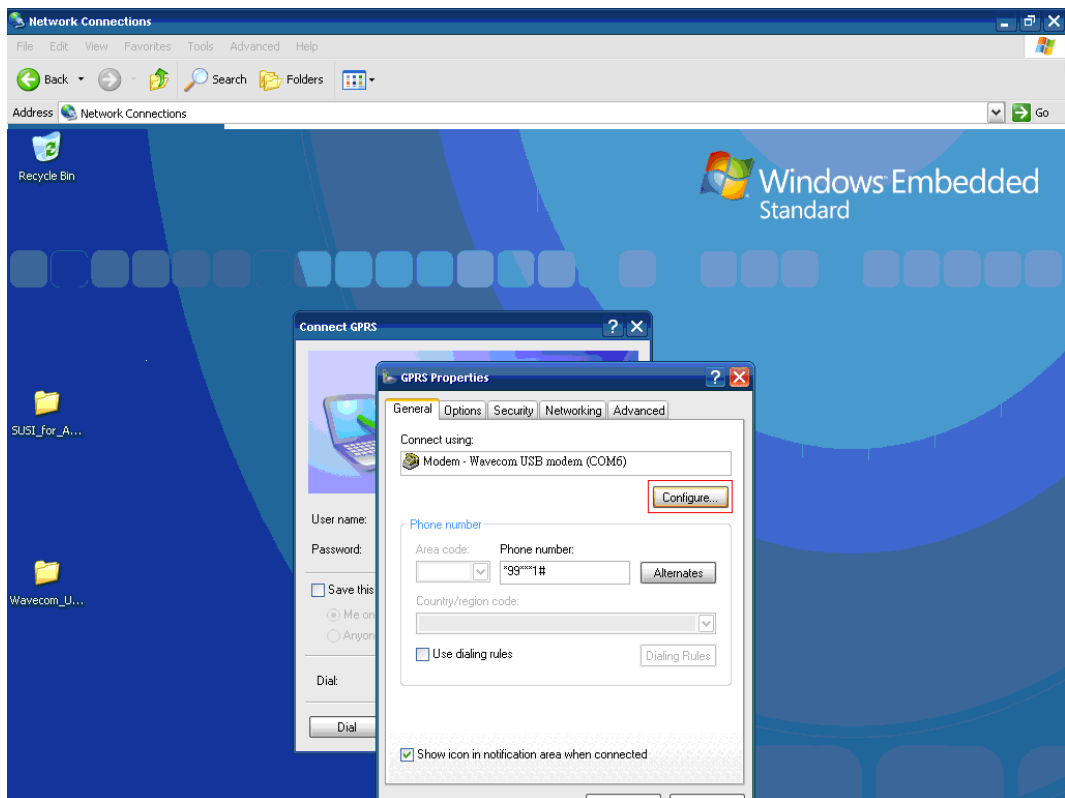 Network Connections
File Edit View Favorites Tools Advanced Help
Back Search Folders
Address Network Connections Go
Recycle Bin
Windows Embedded
Standard
SUSI_for_A...
Wavecom_U...
Connect GPRS
User name:
Password:
Save this
Me on
Anyon
Dial:
Dial
GPRS Properties
General Options Security Networking Advanced
Connect using:
Modem - Wavecom USB modem (COM6)
Configure...
Phone number
Area code: Phone number:
*99***1#
Alternates
Country/region code:
Use dialing rules
Dialing Rules
Show icon in notification area when connected